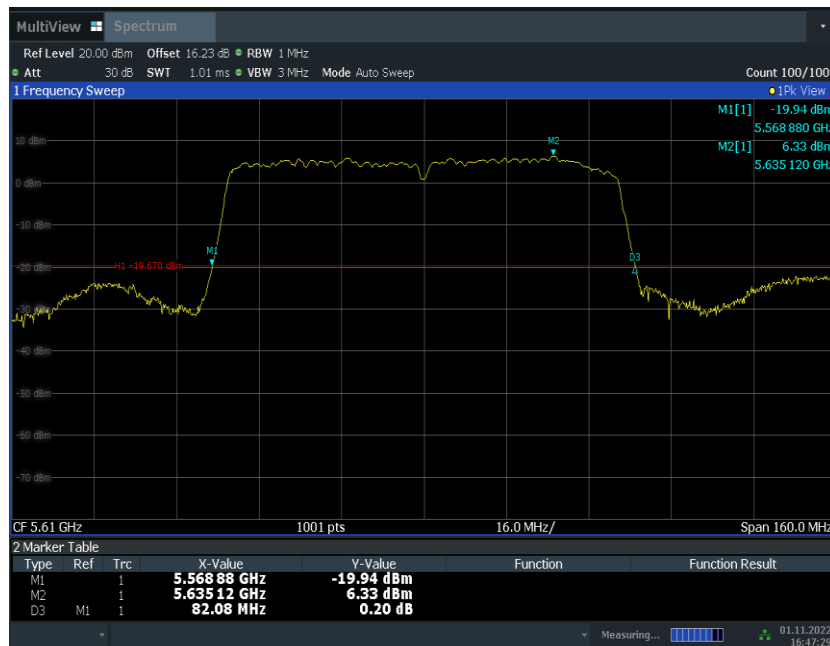 MultiView Spectrum
Ref Level 20.00 dBm Offset 16.23 dB RBW 1 MHz
Att 30 dB SWT 1.01 ms VBW 3 MHz Mode Auto Sweep Count 100/100
1 Frequency Sweep 1Pk View
M1[1] -19.94 dBm
5.568 880 GHz
10 dBm M2 M2[1] 6.33 dBm
5.635 120 GHz
0 dBm
-10 dBm
M1
D3
-20 dBm H1 -19.670 dBm
-30 dBm
-40 dBm
-50 dBm
-60 dBm
-70 dBm
CF 5.61 GHz 1001 pts 16.0 MHz/ Span 160.0 MHz
2 Marker Table
Type Ref Trc X-Value Y-Value Function Function Result
M1 1 5.568 88 GHz -19.94 dBm
M2 1 5.635 12 GHz 6.33 dBm
D3 M1 1 82.08 MHz 0.20 dB
Measuring... 01.11.2022
16:47:29